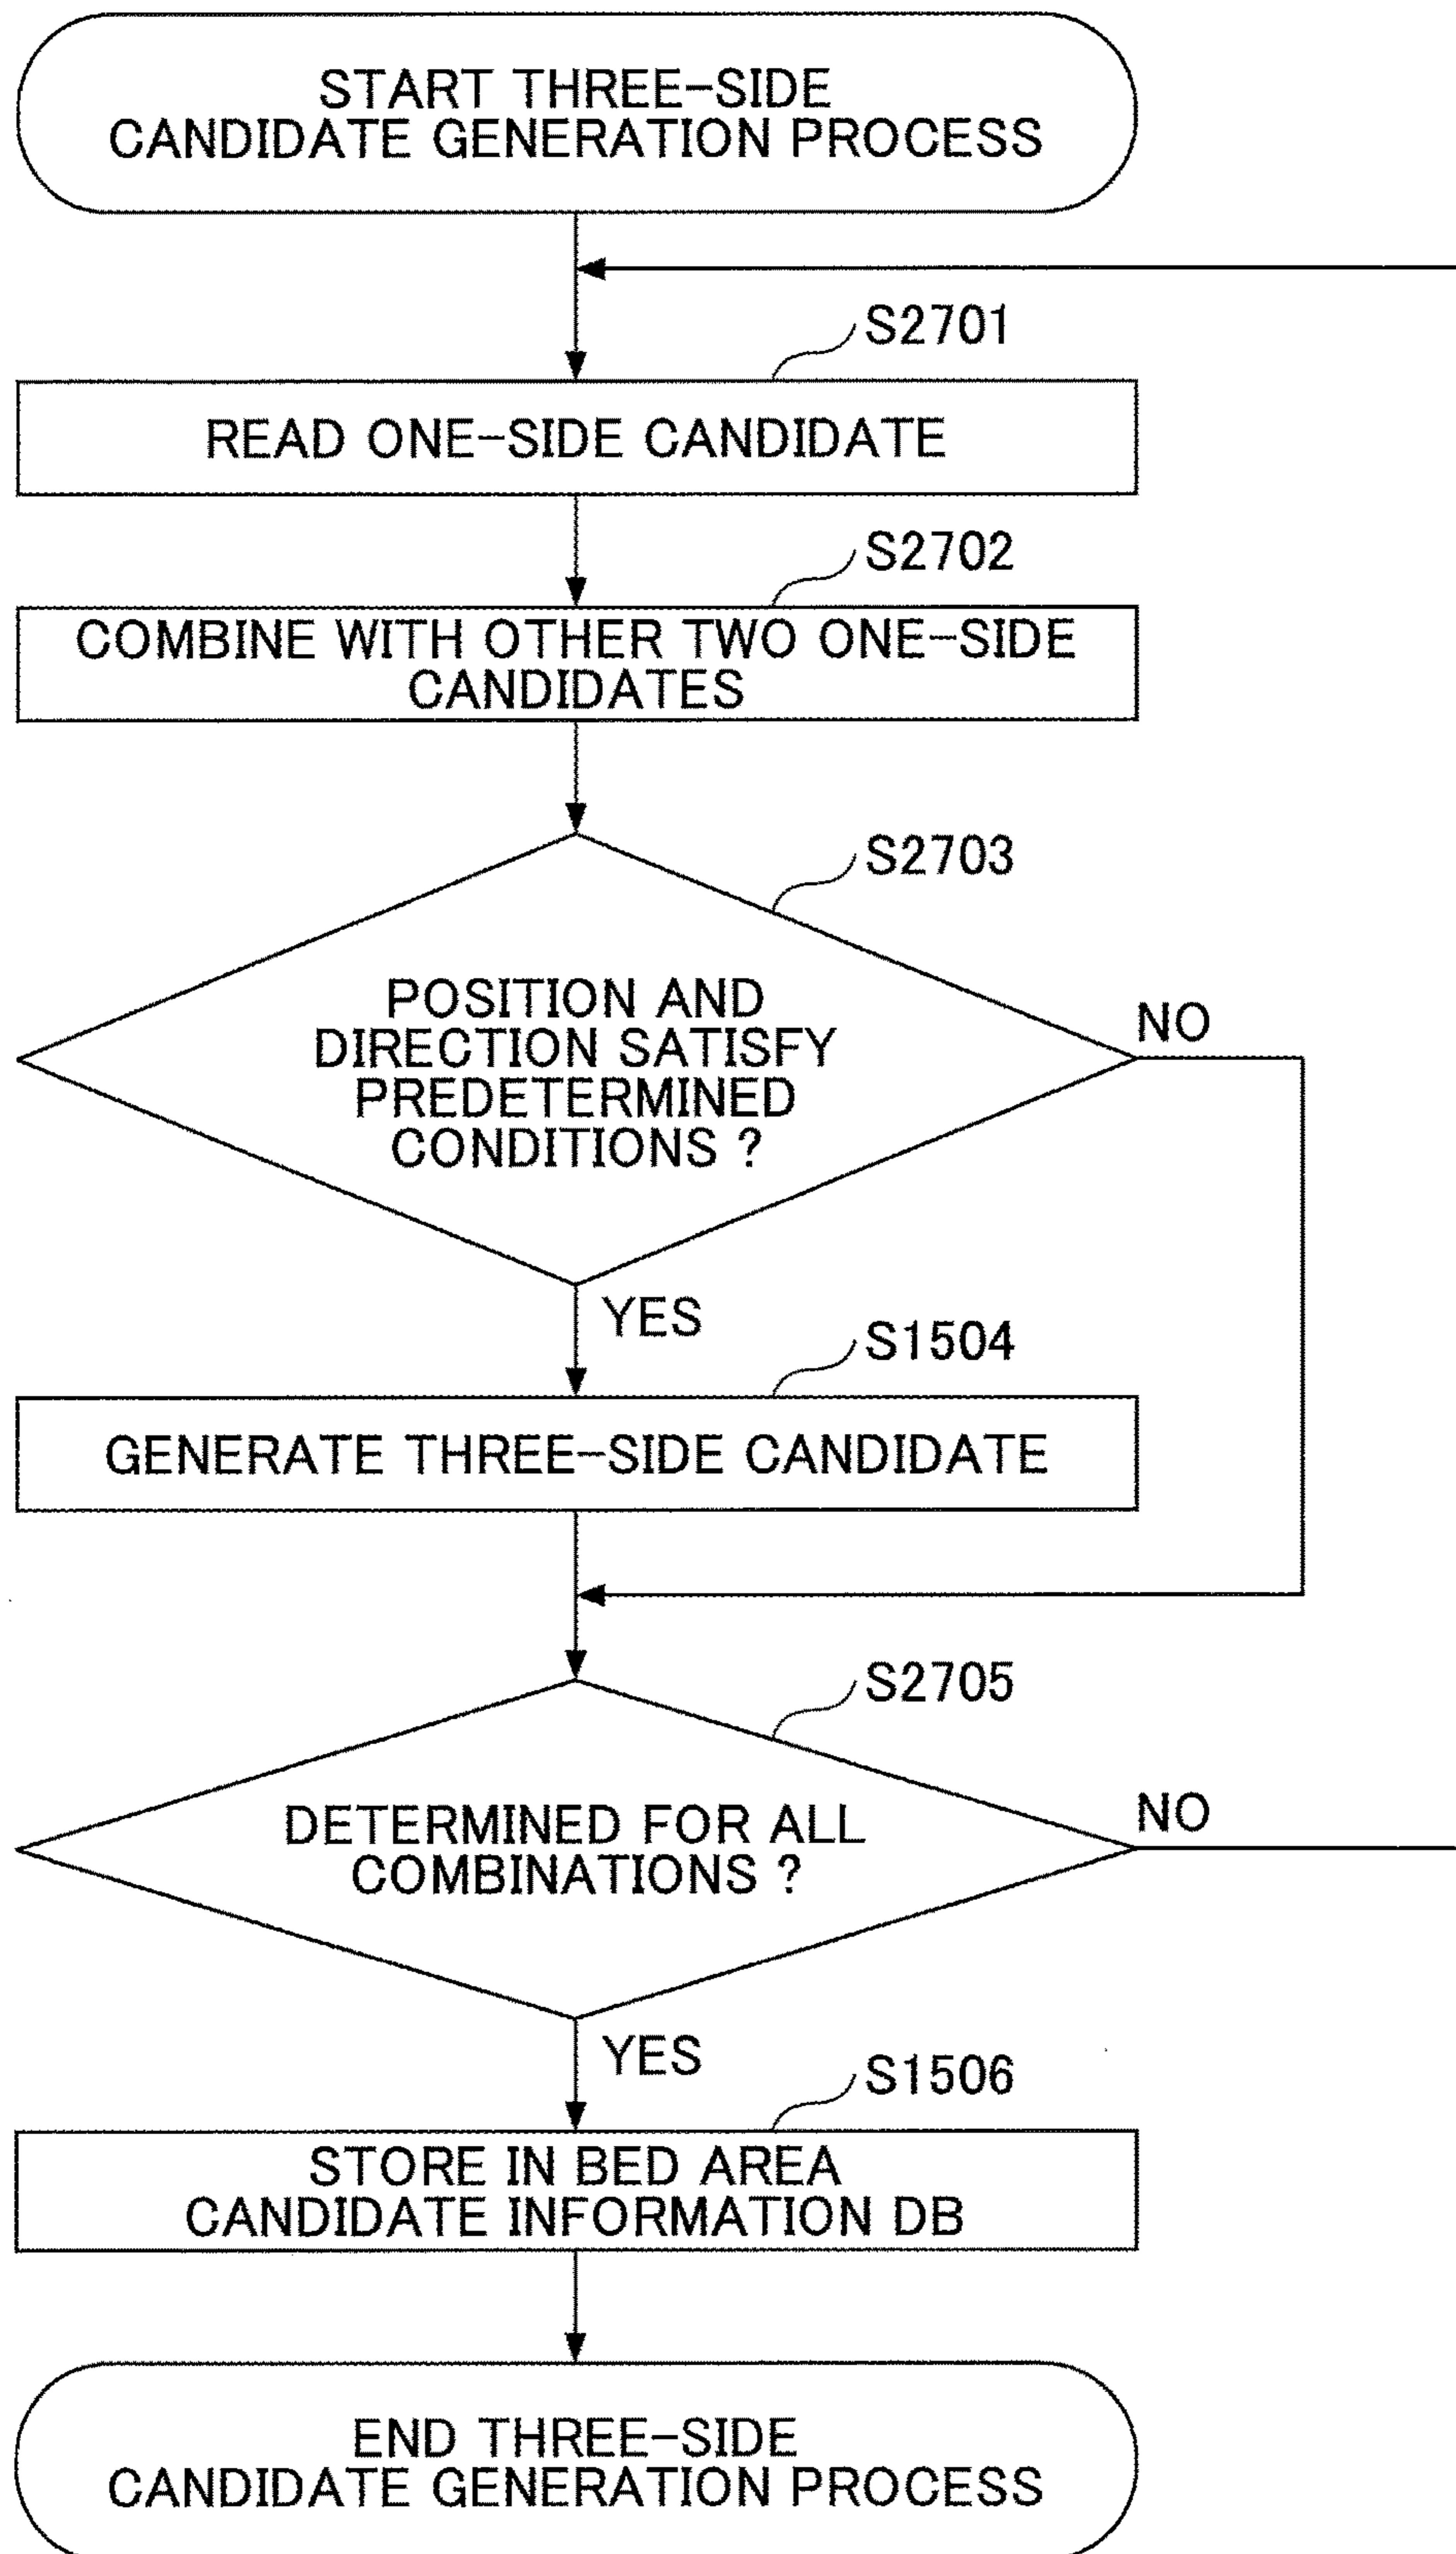 START THREE-SIDE
CANDIDATE GENERATION PROCESS
S2701
READ ONE-SIDE CANDIDATE
S2702
COMBINE WITH OTHER TWO ONE-SIDE
CANDIDATES
S2703
POSITION AND
DIRECTION SATISFY
PREDETERMINED
CONDITIONS ?
NO
YES
S1504
GENERATE THREE-SIDE CANDIDATE
S2705
DETERMINED FOR ALL
COMBINATIONS ?
NO
YES
S1506
STORE IN BED AREA
CANDIDATE INFORMATION DB
END THREE-SIDE
CANDIDATE GENERATION PROCESS